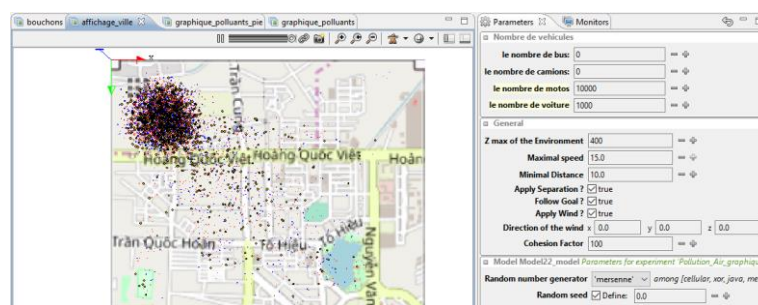 bouchons affichage_ville graphique_polluants_pie graphique_polluants
x
Trần Cung
Hoàng Quốc Việt Hoàng Quốc Việt Hoàn
Trần Quốc Hoàn Tô Hiệu Tô Hiệu
Nguyễn Văn
Parameters Monitors
Nombre de vehicules
le nombre de bus: 0
le nombre de camions: 0
le nombre de motos 10000
le nombre de voiture 1000
General
Z max of the Environment 400
Maximal speed 15.0
Minimal Distance 10.0
Apply Separation ? true
Follow Goal ? true
Apply Wind ? true
Direction of the wind x 0.0 y 0.0 z 0.0
Cohesion Factor 100
Model Model22_model Parameters for experiment 'Pollution_Air_graphiqu
Random number generator 'mersenne' among [cellular, xor, java, me
Random seed Define: 0.0